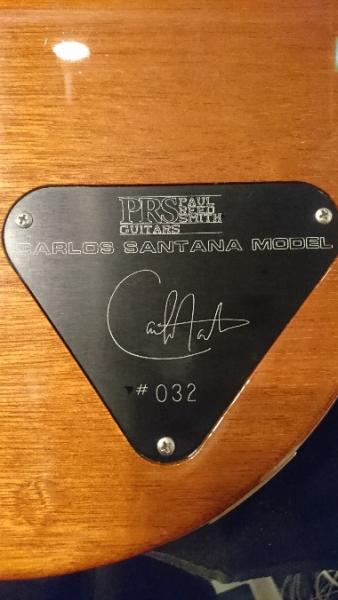 PRS PAUL
REED
SMITH
GUITARS
CARLOS SANTANA MODEL
# 032